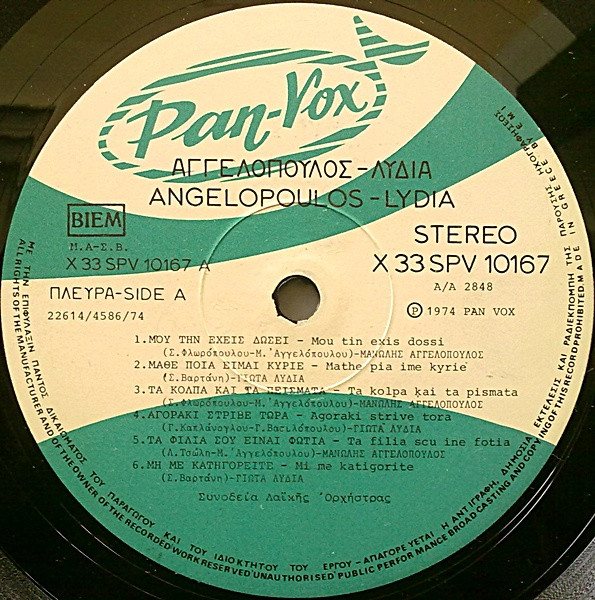 Pan-Vox
ΑΓΓΕΛΟΠΟΥΛΟΣ - ΛΥΔΙΑ
ANGELOPOULOS - LYDIA
BIEM
Μ.Α-Σ.Β.
X 33 SPV 10167 A
STEREO
X 33 SPV 10167
ΠΛΕΥΡΑ-SIDE A
A/A 2848
22614/4586/74
Ⓟ 1974 PAN VOX
1.ΜΟΥ ΤΗΝ ΕΧΕΙΣ ΔΩΣΕΙ - Mou tin exis dossi
(Σ.Φλωρόπουλου-Μ.'Αγγελόπουλου)-ΜΑΝΩΛΗΣ ΑΓΓΕΛΟΠΟΥΛΟΣ
2.ΜΑΘΕ ΠΟΙΑ ΕΙΜΑΙ ΚΥΡΙΕ - Mathe pia ime kyrie
(Σ.Βαρτάνη)-ΓΙΩΤΑ ΛΥΔΙΑ
3.ΤΑ ΚΟΛΠΑ ΚΑΙ ΤΑ ΠΕΙΣΜΑΤΑ - Ta kolpa kai ta pismata
(Σ.Φλωρόπουλου-Μ.'Αγγελόπουλου)-ΜΑΝΩΛΗΣ ΑΓΓΕΛΟΠΟΥΛΟΣ
4.ΑΓΟΡΑΚΙ ΣΤΡΙΒΕ ΤΩΡΑ - Agoraki strive tora
(Γ.Καπλάνογλου-Γ.Βασιλόπουλου)-ΓΙΩΤΑ ΛΥΔΙΑ
5.ΤΑ ΦΙΛΙΑ ΣΟΥ ΕΙΝΑΙ ΦΩΤΙΑ - Ta filia scu ine fotia
(Λ.Τσώλη-Μ.'Αγγελόπουλου)-ΜΑΝΩΛΗΣ ΑΓΓΕΛΟΠΟΥΛΟΣ
6.ΜΗ ΜΕ ΚΑΤΗΓΟΡΕΙΤΕ - Mi me katigorite
(Σ.Βαρτάνη)-ΓΙΩΤΑ ΛΥΔΙΑ
Συνοδεία Λαϊκῆς 'Ορχήστρας
ΜΕ ΤΗΝ ΕΠΙΦΥΛΑΞΙΝ ΠΑΝΤΟΣ ΔΙΚΑΙΩΜΑΤΟΣ ΤΟΥ ΠΑΡΑΓΩΓΟΥ ΚΑΙ ΤΟΥ ΙΔΙΟΚΤΗΤΟΥ ΤΟΥ ΕΡΓΟΥ - ΑΠΑΓΟΡΕΥΕΤΑΙ Η ΑΝΤΙΓΡΑΦΗ, ΔΗΜΟΣΙΑ ΕΚΤΕΛΕΣΙΣ ΚΑΙ ΡΑΔΙΕΚΠΟΜΠΗ ΤΗΣ ΠΑΡΟΥΣΗΣ ΗΧΟΓΡΑΦΗΣΕΩΣ
ALL RIGHTS OF THE MANUFACTURER AND OF THE OWNER OF THE RECORDED WORK RESERVED UNAUTHORISED PUBLIC PERFORMANCE BROADCASTING AND COPYING OF THIS RECORD PROHIBITED. MADE IN GREECE BY EMI